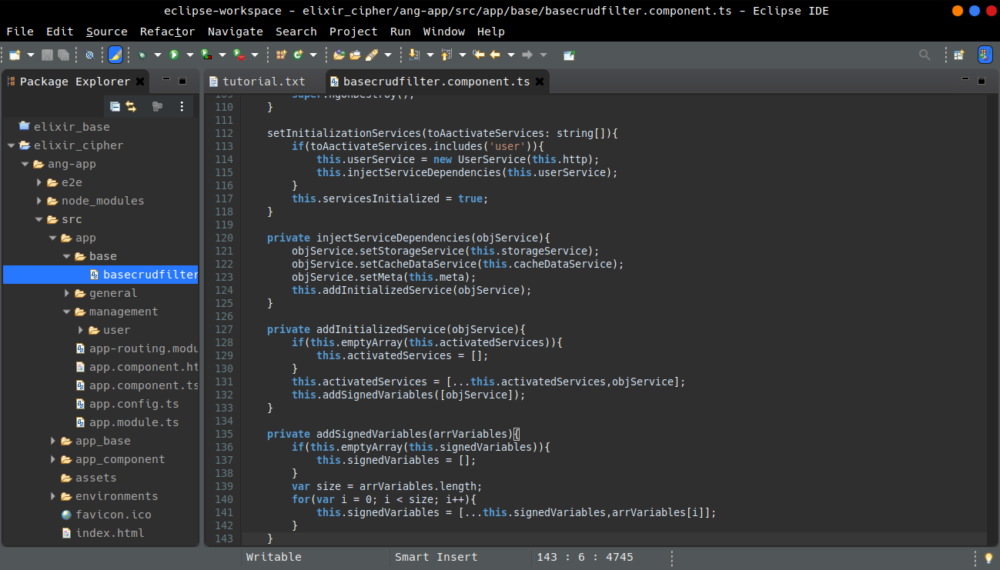 eclipse-workspace - elixir_cipher/ang-app/src/app/base/basecrudfilter.component.ts - Eclipse IDE
File Edit Source Refactor Navigate Search Project Run Window Help
Package Explorer
elixir_base
elixir_cipher
ang-app
e2e
node_modules
src
app
base
basecrudfilter
general
management
user
app-routing.modu
app.component.ht
app.component.ts
app.config.ts
app.module.ts
app_base
app_component
assets
environments
favicon.ico
index.html
tutorial.txt
basecrudfilter.component.ts
109 super.ngOnDestroy();
110 }
111
112 setInitializationServices(toAactivateServices: string[]){
113 if(toAactivateServices.includes('user')){
114 this.userService = new UserService(this.http);
115 this.injectServiceDependencies(this.userService);
116 }
117 this.servicesInitialized = true;
118 }
119
120 private injectServiceDependencies(objService){
121 objService.setStorageService(this.storageService);
122 objService.setCacheDataService(this.cacheDataService);
123 objService.setMeta(this.meta);
124 this.addInitializedService(objService);
125 }
126
127 private addInitializedService(objService){
128 if(this.emptyArray(this.activatedServices)){
129 this.activatedServices = [];
130 }
131 this.activatedServices = [...this.activatedServices,objService];
132 this.addSignedVariables([objService]);
133 }
134
135 private addSignedVariables(arrVariables){
136 if(this.emptyArray(this.signedVariables)){
137 this.signedVariables = [];
138 }
139 var size = arrVariables.length;
140 for(var i = 0; i < size; i++){
141 this.signedVariables = [...this.signedVariables,arrVariables[i]];
142 }
143 }
Writable Smart Insert 143 : 6 : 4745